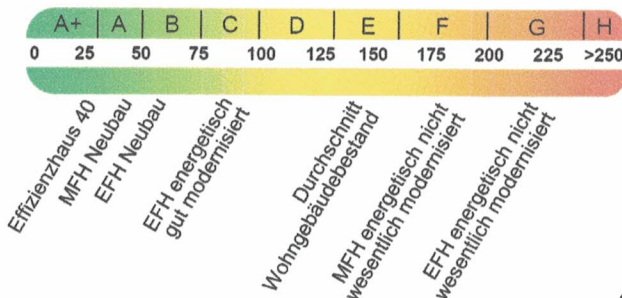 A+ A B C D E F G H
0 25 50 75 100 125 150 175 200 225 >250
Effizienzhaus 40
MFH Neubau
EFH Neubau
EFH energetisch
gut modernisiert
Durchschnitt
Wohngebäudebestand
MFH energetisch nicht
wesentlich modernisiert
EFH energetisch nicht
wesentlich modernisiert